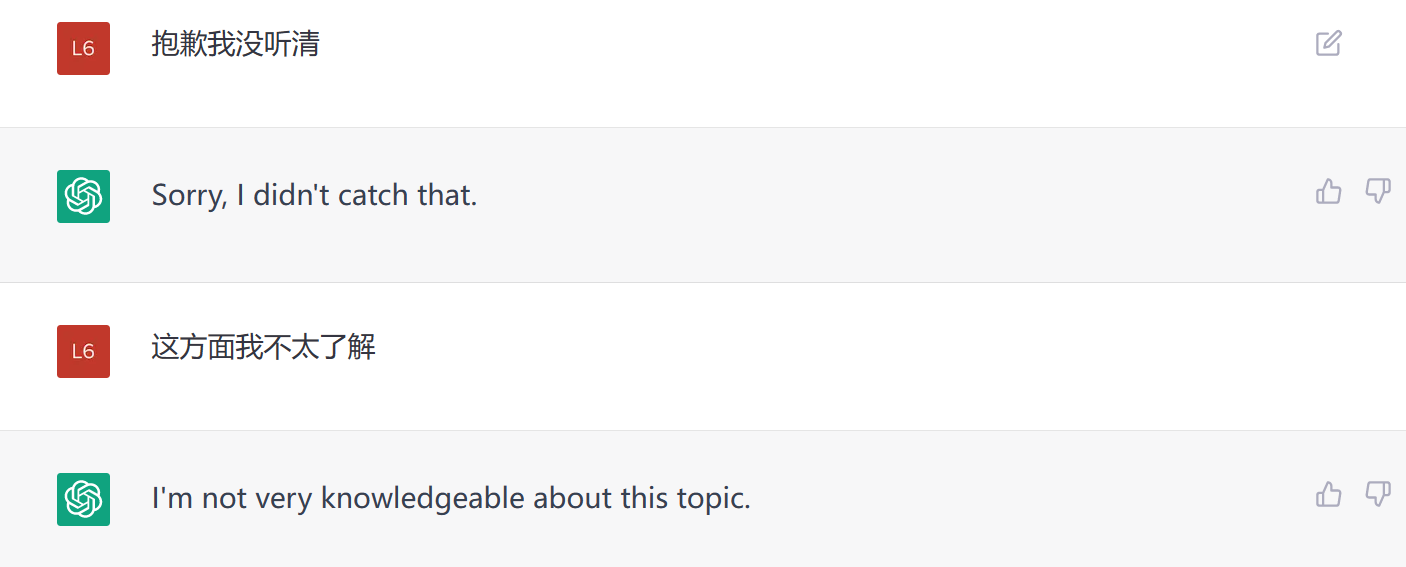 L6
抱歉我没听清
Sorry, I didn't catch that.
L6
这方面我不太了解
I'm not very knowledgeable about this topic.